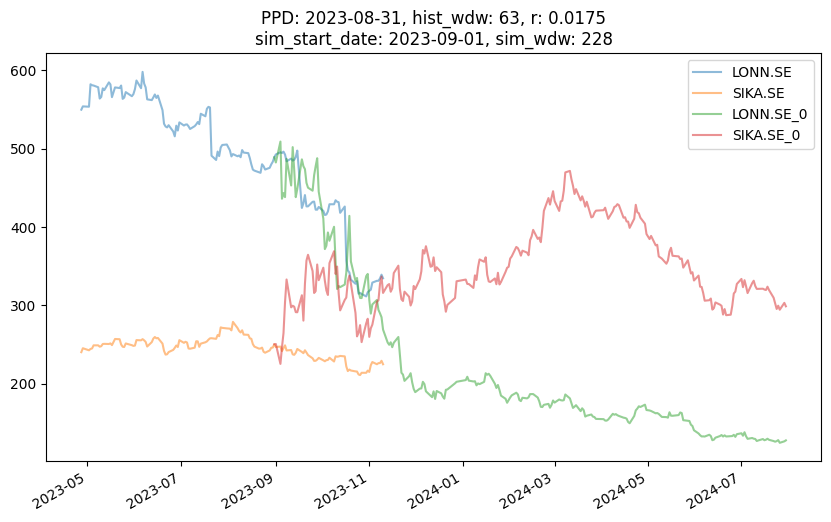 PPD: 2023-08-31, hist_wdw: 63, r: 0.0175
sim_start_date: 2023-09-01, sim_wdw: 228
LONN.SE
SIKA.SE
LONN.SE_0
SIKA.SE_0
600
500
400
300
200
2023-05
2023-07
2023-09
2023-11
2024-01
2024-03
2024-05
2024-07